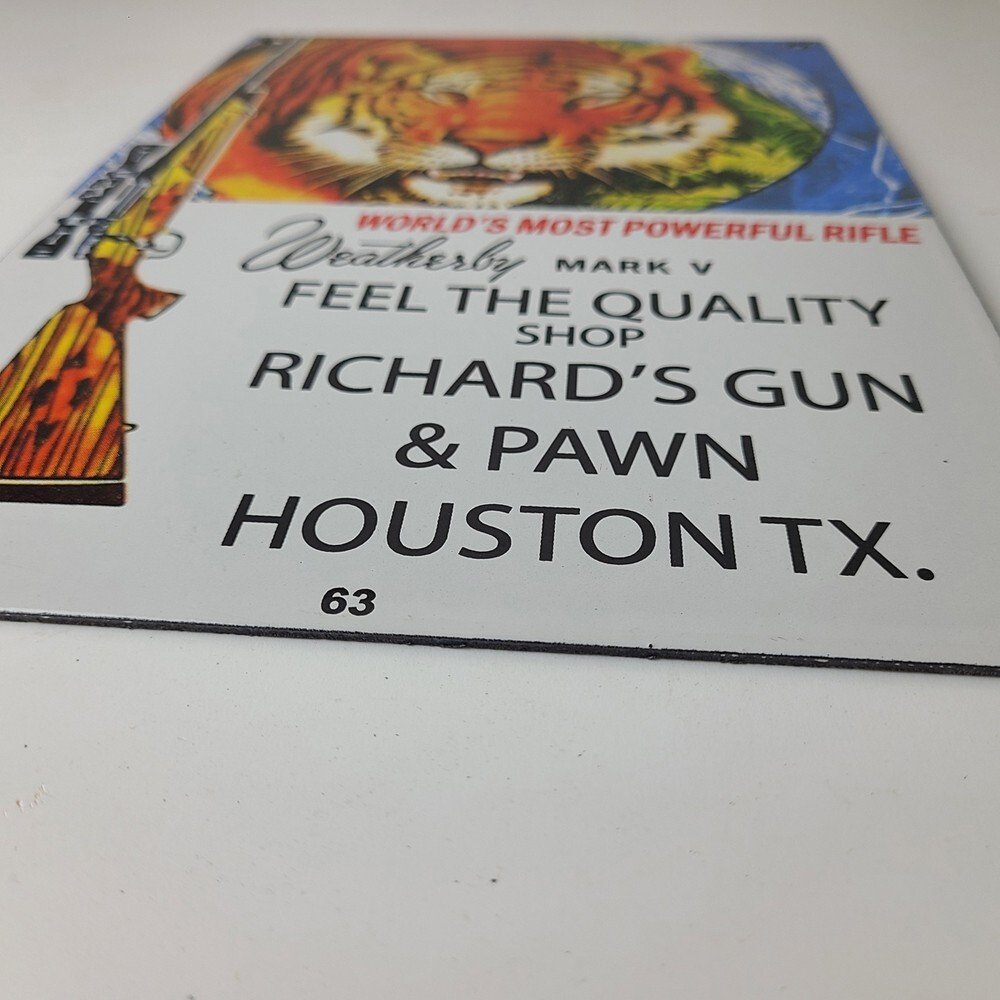 WORLD'S MOST POWERFUL RIFLE
Weatherby MARK V
FEEL THE QUALITY
SHOP
RICHARD'S GUN
& PAWN
HOUSTON TX.
63